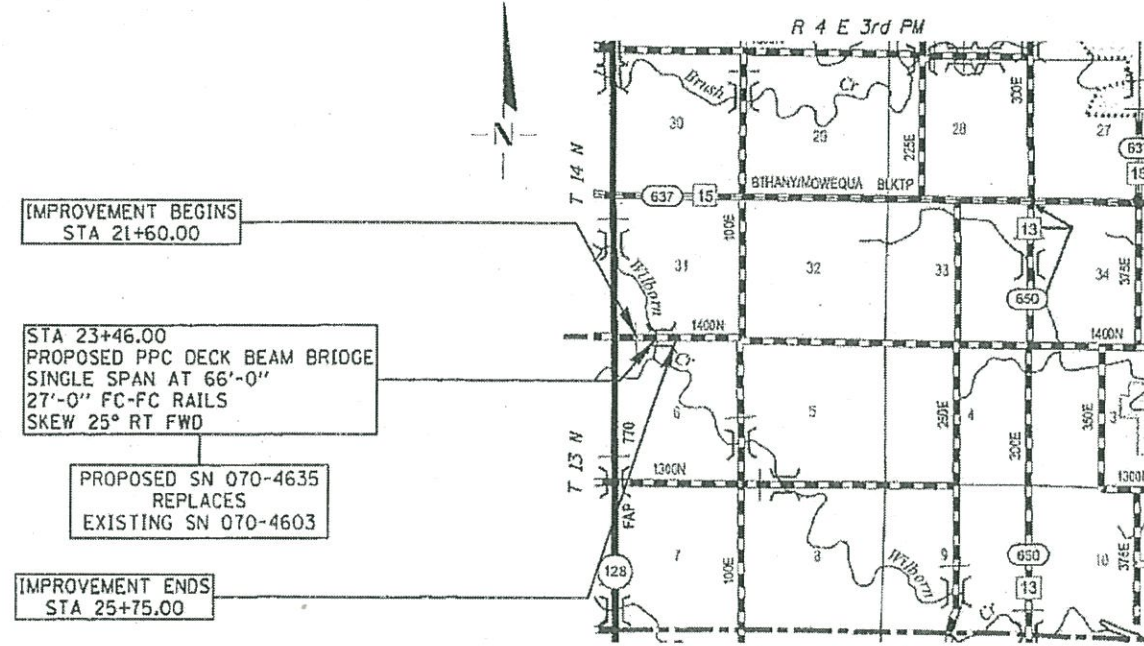 R 4 E 3rd PM
N
IMPROVEMENT BEGINS
STA 21+60.00
STA 23+46.00
PROPOSED PPC DECK BEAM BRIDGE
SINGLE SPAN AT 66'-0"
27'-0" FC-FC RAILS
SKEW 25° RT FWD
PROPOSED SN 070-4635
REPLACES
EXISTING SN 070-4603
IMPROVEMENT ENDS
STA 25+75.00
T 14 N
T 13 N
Brush Cr
30
29
28
27
225E
300E
637
15
BTHANY/MOWEQUA BLKTP
637
15
100E
31
32
33
13
34
375E
Wilborn
Cr
650
1400N
1400N
6
5
4
3
250E
300E
350E
770
FAP
1300N
1300N
7
8
9
10
100E
Wilborn
Cr
128
650
13
375E